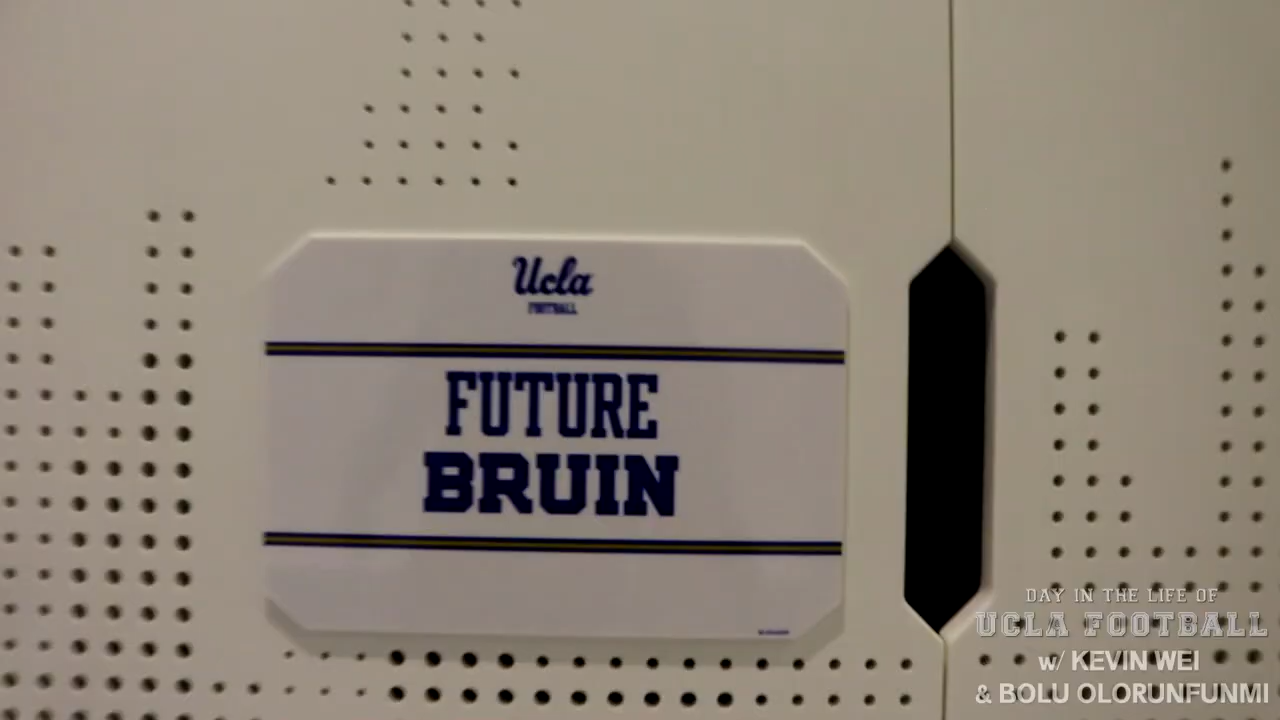 Ucla
FOOTBALL
FUTURE
BRUIN
DAY IN THE LIFE OF
UCLA FOOTBALL
w/ KEVIN WEI
& BOLU OLORUNFUNMI